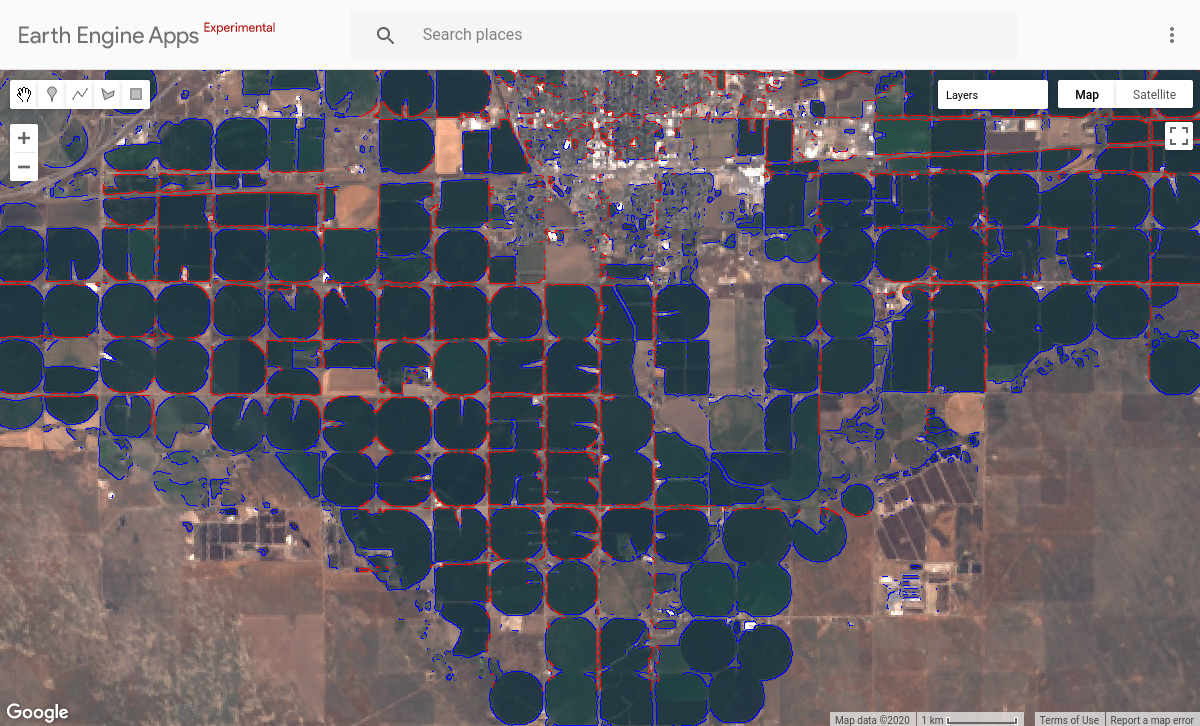 Earth Engine Apps Experimental
Search places
Layers
Map
Satellite
+
−
Google
Map data ©2020
1 km
Terms of Use
Report a map error